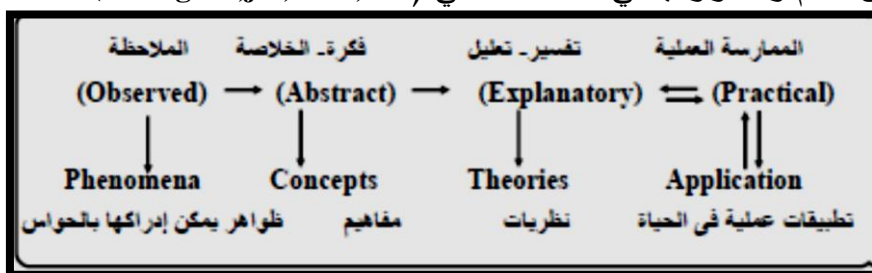 الملاحظة فكرة ـ الخلاصة تفسير ـ تعليل الممارسة العملية
(Observed) → (Abstract) → (Explanatory) ⇌ (Practical)
Phenomena Concepts Theories Application
ظواهر يمكن إدراكها بالحواس مفاهيم نظريات تطبيقات عملية فى الحياة